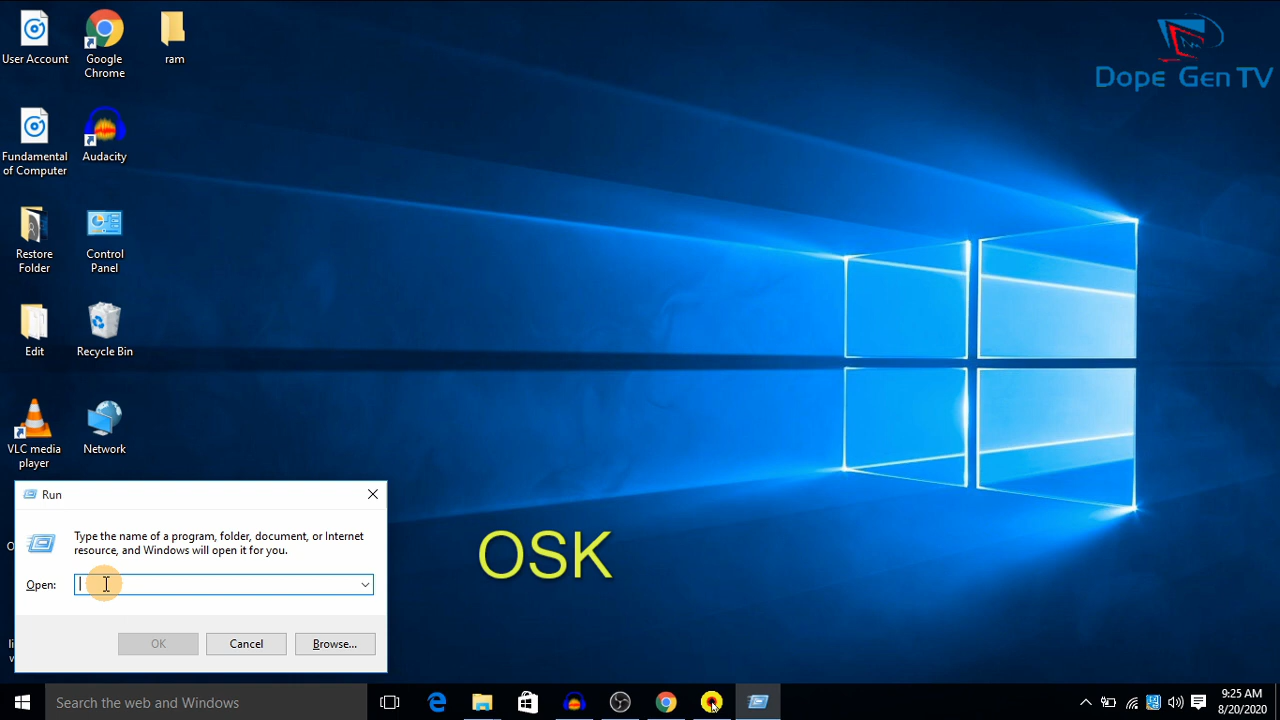 User Account
Google
Chrome
ram
Dope Gen TV
Fundamental
of Computer
Audacity
Restore
Folder
Control
Panel
Edit
Recycle Bin
VLC media
player
Network
Run
Type the name of a program, folder, document, or Internet
resource, and Windows will open it for you.
Open:
OK
Cancel
Browse...
OSK
Search the web and Windows
9:25 AM
8/20/2020